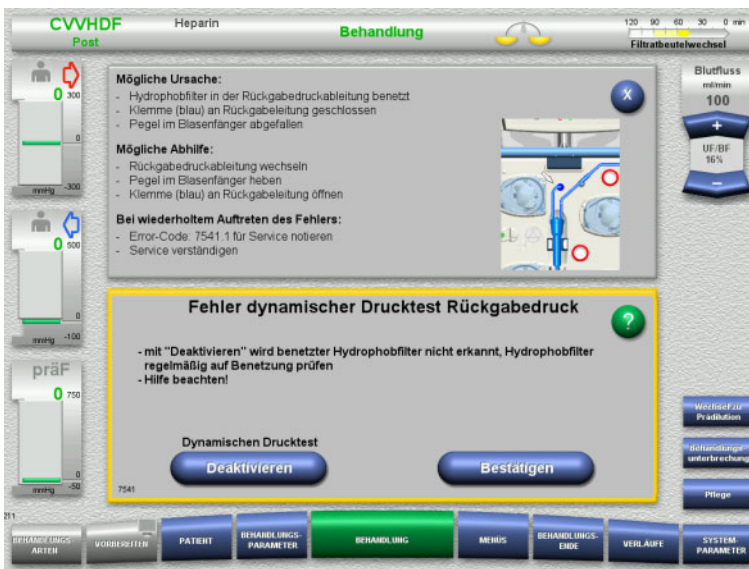 CVVHDF
Post
Heparin
Behandlung
120 90 60 30 0 min
Filtratbeutelwechsel
0 300
0
mmHg -300
0 500
0
mmHg -100
präF
0 750
0
mmHg -50
Mögliche Ursache:
- Hydrophobfilter in der Rückgabedruckableitung benetzt
- Klemme (blau) an Rückgabeleitung geschlossen
- Pegel im Blasenfänger abgefallen
Mögliche Abhilfe:
- Rückgabedruckableitung wechseln
- Pegel im Blasenfänger heben
- Klemme (blau) an Rückgabeleitung öffnen
Bei wiederholtem Auftreten des Fehlers:
- Error-Code: 7541.1 für Service notieren
- Service verständigen
X
Fehler dynamischer Drucktest Rückgabedruck
?
- mit "Deaktivieren" wird benetzter Hydrophobfilter nicht erkannt, Hydrophobfilter
regelmäßig auf Benetzung prüfen
- Hilfe beachten!
Dynamischen Drucktest
Deaktivieren
Bestätigen
7541
Blutfluss
ml/min
100
+
UF/BF
16%
−
Wechsel zu
Prädilution
Behandlungs-
unterbrechung
Pflege
211
BEHANDLUNGS-
ARTEN
VORBEREITEN
PATIENT
BEHANDLUNGS-
PARAMETER
BEHANDLUNG
MENÜS
BEHANDLUNGS-
ENDE
VERLÄUFE
SYSTEM-
PARAMETER